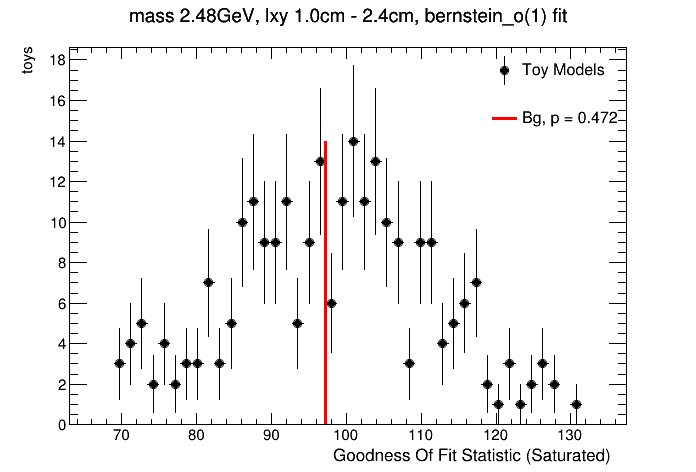 mass 2.48GeV, lxy 1.0cm - 2.4cm, bernstein_o(1) fit
toys
18
16
14
12
10
8
6
4
2
0
Toy Models
Bg, p = 0.472
70 80 90 100 110 120 130
Goodness Of Fit Statistic (Saturated)